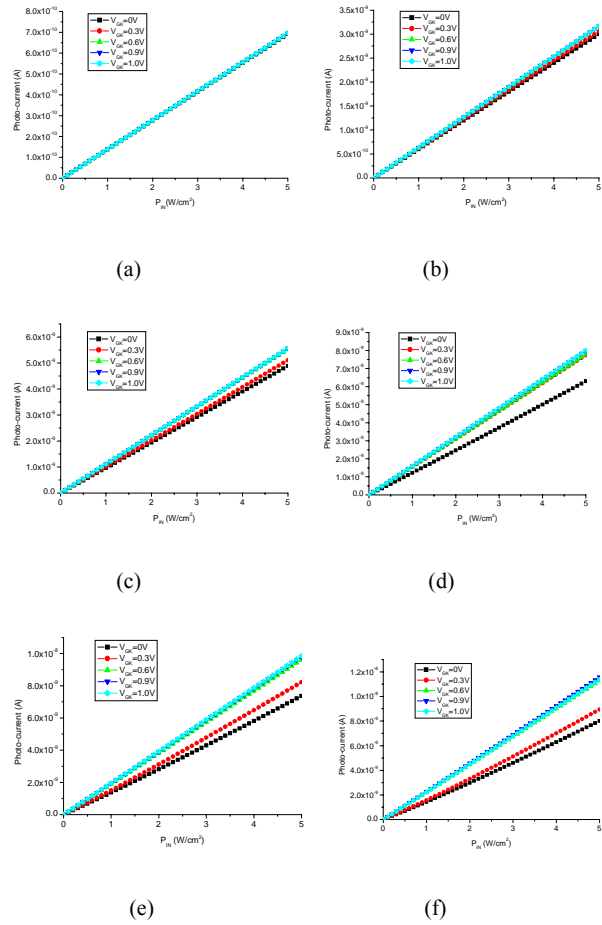 7.0x10⁻¹⁰
6.0x10⁻¹⁰
5.0x10⁻¹⁰
4.0x10⁻¹⁰
3.0x10⁻¹⁰
2.0x10⁻¹⁰
1.0x10⁻¹⁰
0.0
Photo-current (A)
V_GK=0V
V_GK=0.3V
V_GK=0.6V
V_GK=0.9V
V_GK=1.0V
0 1 2 3 4 5
P_IN (W/cm²)
(a)
3.5x10⁻⁹
3.0x10⁻⁹
2.5x10⁻⁹
2.0x10⁻⁹
1.5x10⁻⁹
1.0x10⁻⁹
5.0x10⁻¹⁰
0.0
Photo-current (A)
V_GK=0V
V_GK=0.3V
V_GK=0.6V
V_GK=0.9V
V_GK=1.0V
0 1 2 3 4 5
P_IN (W/cm²)
(b)
6.0x10⁻⁹
5.0x10⁻⁹
4.0x10⁻⁹
3.0x10⁻⁹
2.0x10⁻⁹
1.0x10⁻⁹
0.0
Photo-current (A)
V_GK=0V
V_GK=0.3V
V_GK=0.6V
V_GK=0.9V
V_GK=1.0V
0 1 2 3 4 5
P_IN (W/cm²)
(c)
9.0x10⁻⁹
8.0x10⁻⁹
7.0x10⁻⁹
6.0x10⁻⁹
5.0x10⁻⁹
4.0x10⁻⁹
3.0x10⁻⁹
2.0x10⁻⁹
1.0x10⁻⁹
0.0
Photo-current (A)
V_GK=0V
V_GK=0.3V
V_GK=0.6V
V_GK=0.9V
V_GK=1.0V
0 1 2 3 4 5
P_IN (W/cm²)
(d)
1.0x10⁻⁸
8.0x10⁻⁹
6.0x10⁻⁹
4.0x10⁻⁹
2.0x10⁻⁹
0.0
Photo-current (A)
V_GK=0V
V_GK=0.3V
V_GK=0.6V
V_GK=0.9V
V_GK=1.0V
0 1 2 3 4 5
P_IN (W/cm²)
(e)
1.2x10⁻⁸
1.0x10⁻⁸
8.0x10⁻⁹
6.0x10⁻⁹
4.0x10⁻⁹
2.0x10⁻⁹
0.0
Photo-current (A)
V_GK=0V
V_GK=0.3V
V_GK=0.6V
V_GK=0.9V
V_GK=1.0V
0 1 2 3 4 5
P_IN (W/cm²)
(f)